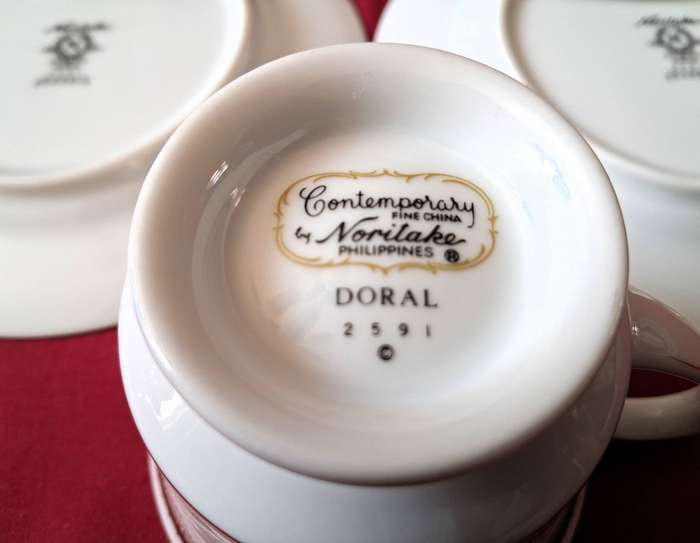 Contemporary
FINE CHINA
by Noritake
PHILIPPINES ®
DORAL
2591
©